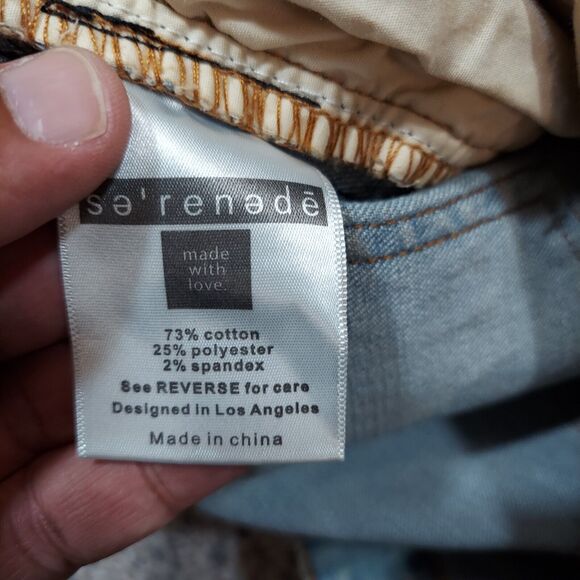 sə'renədē
made
with
love.
73% cotton
25% polyester
2% spandex
See REVERSE for care
Designed in Los Angeles
Made in china